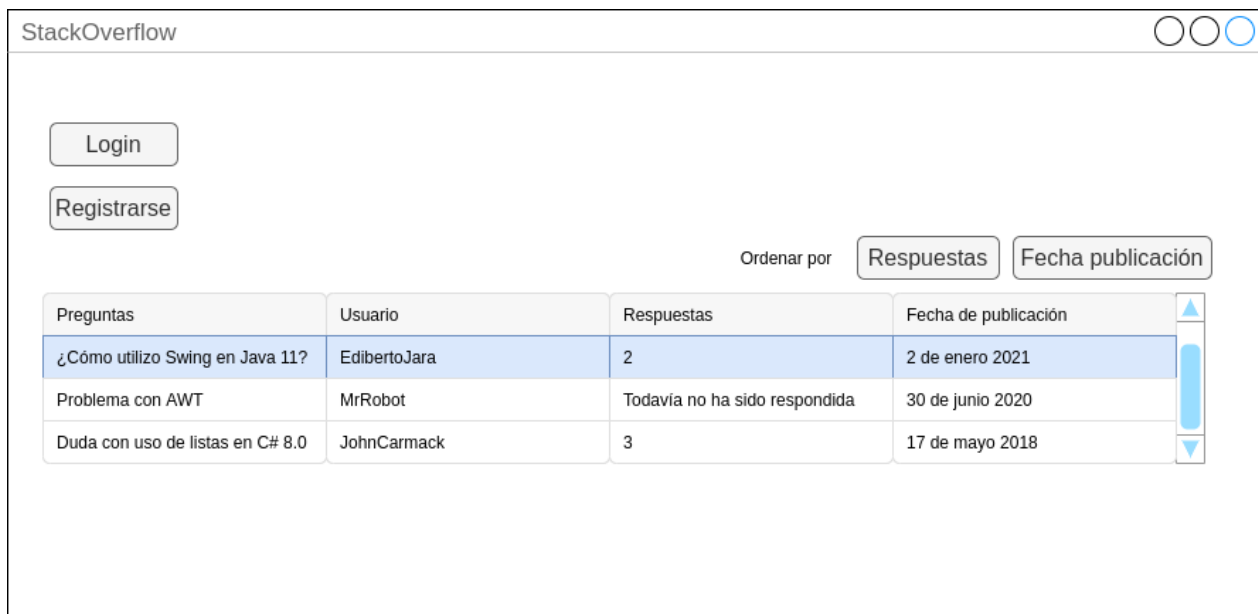 StackOverflow
Login
Registrarse
Ordenar por Respuestas Fecha publicación
Preguntas Usuario Respuestas Fecha de publicación
¿Cómo utilizo Swing en Java 11? EdibertoJara 2 2 de enero 2021
Problema con AWT MrRobot Todavía no ha sido respondida 30 de junio 2020
Duda con uso de listas en C# 8.0 JohnCarmack 3 17 de mayo 2018